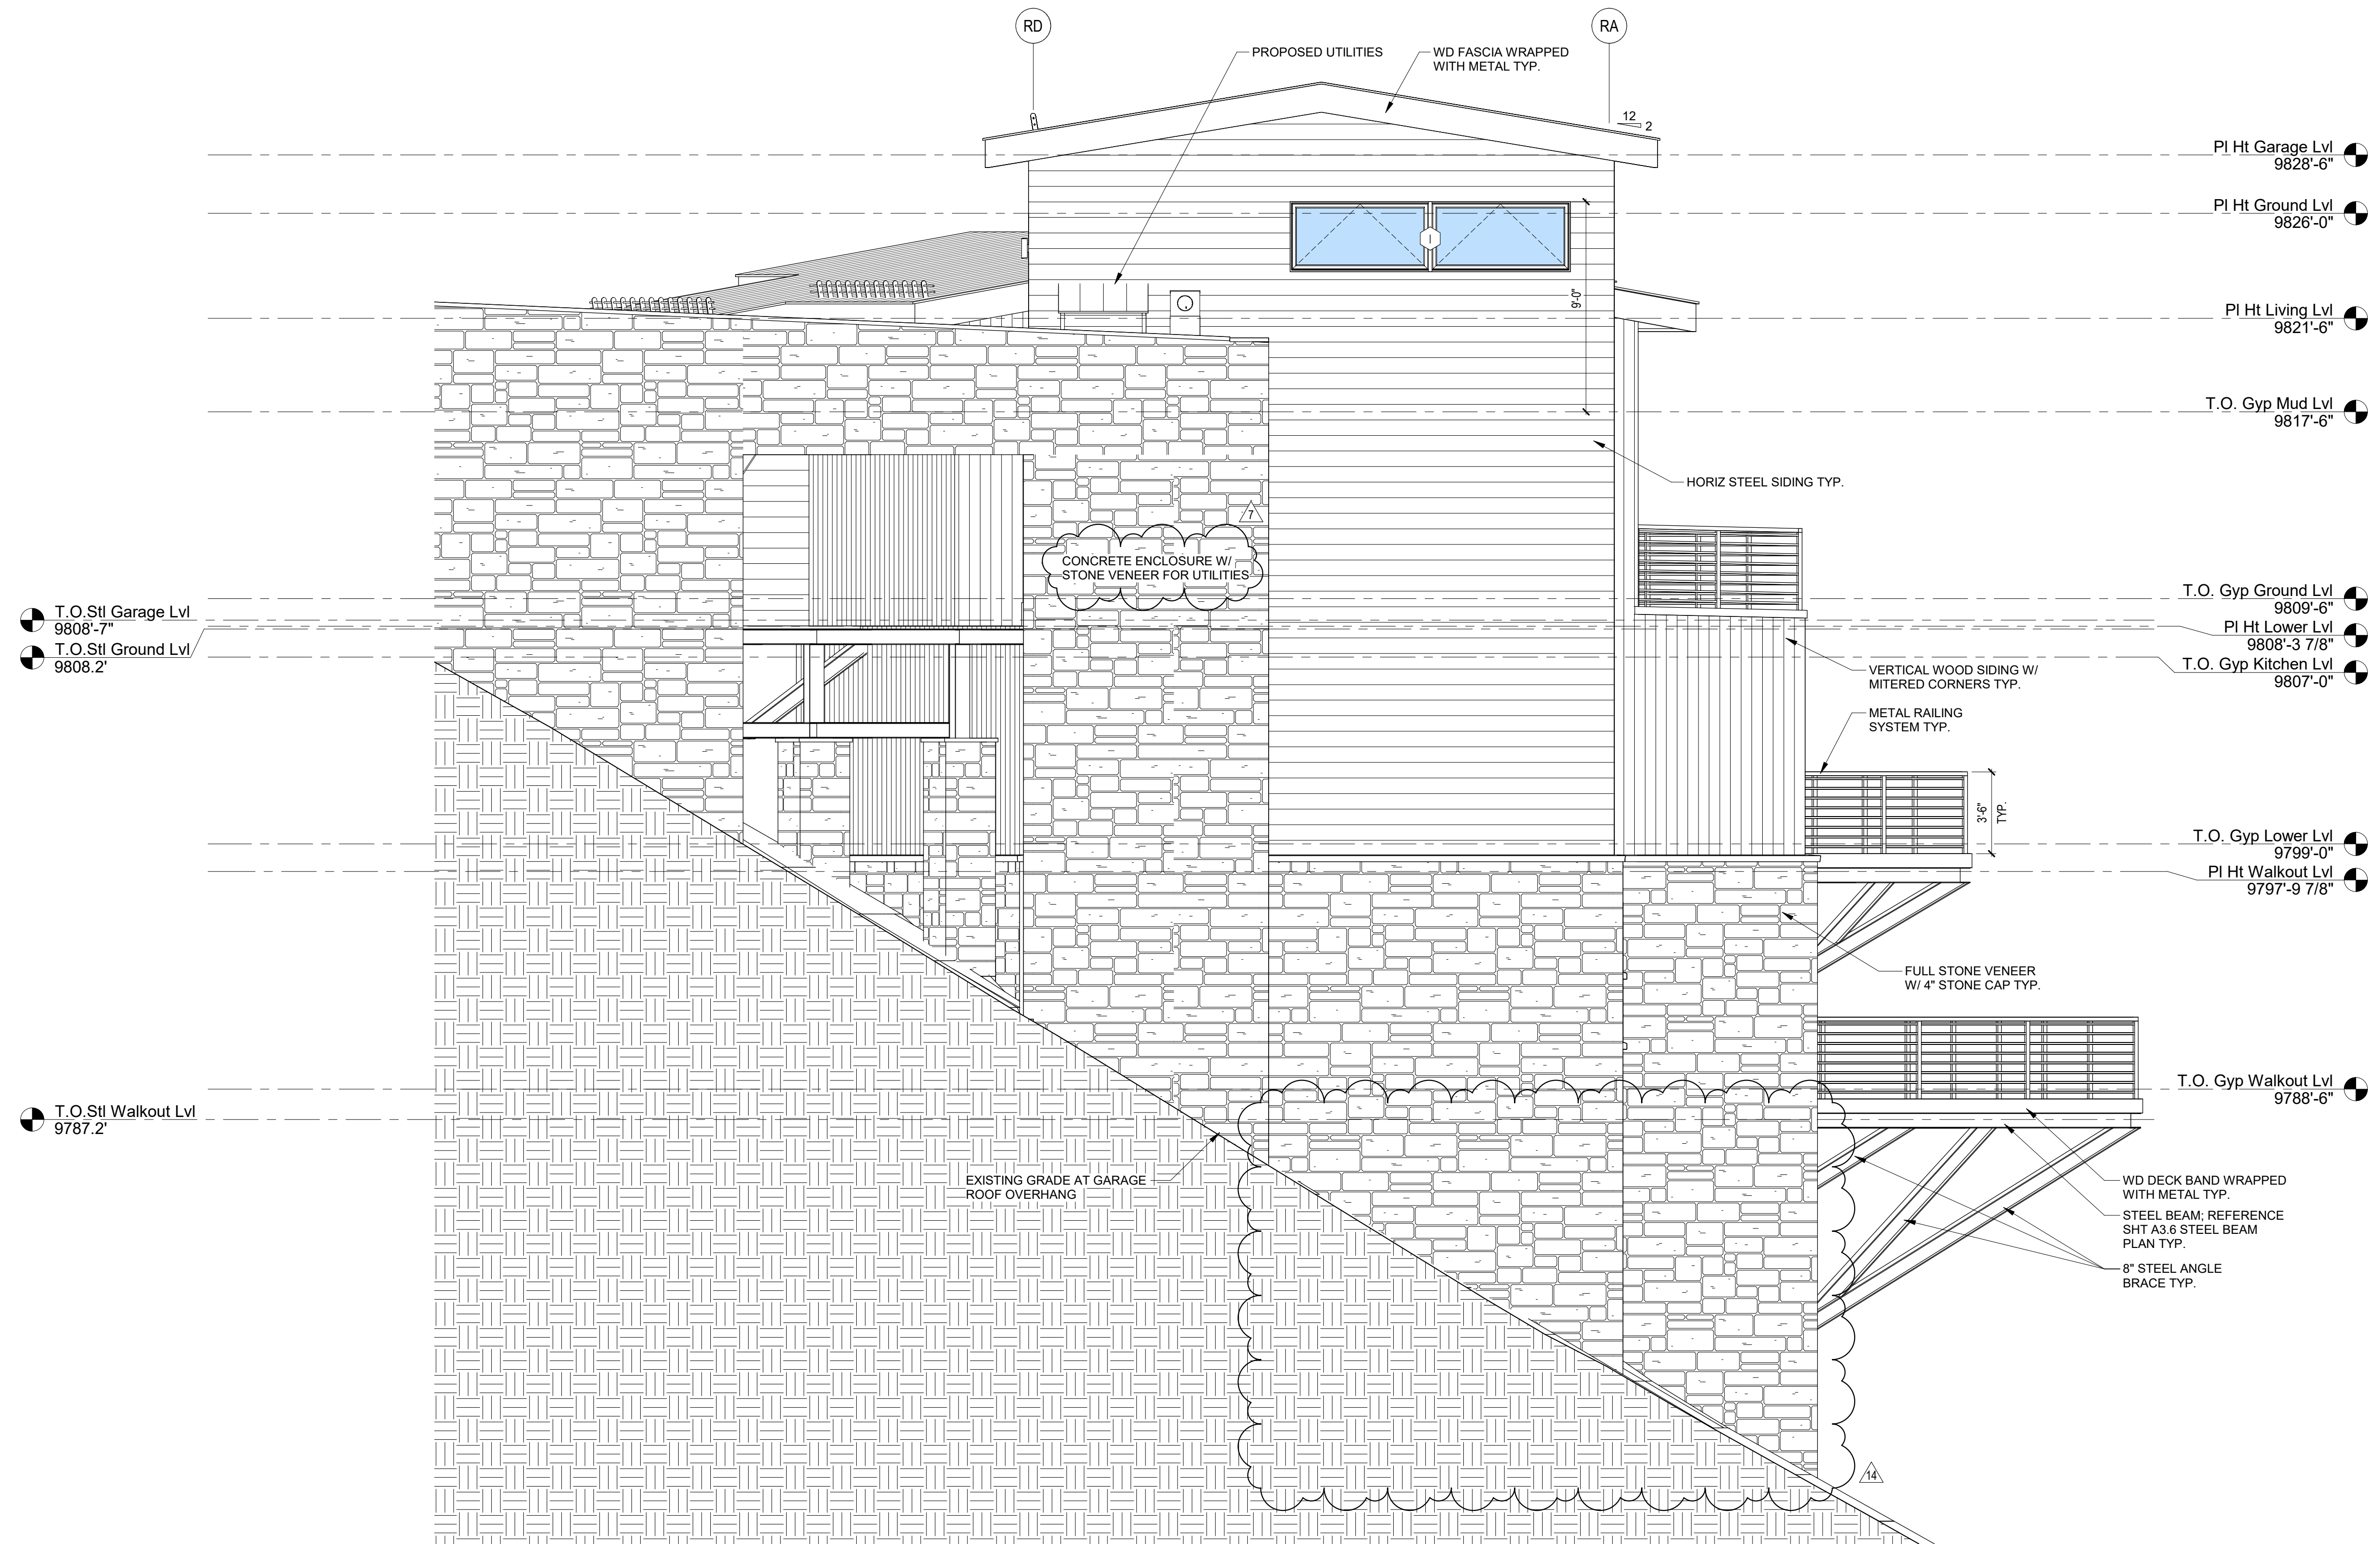 RD
RA
PROPOSED UTILITIES
WD FASCIA WRAPPED
WITH METAL TYP.
12
2
Pl Ht Garage Lvl
9828'-6"
Pl Ht Ground Lvl
9826'-0"
I
9'-0"
Pl Ht Living Lvl
9821'-6"
T.O. Gyp Mud Lvl
9817'-6"
HORIZ STEEL SIDING TYP.
7
CONCRETE ENCLOSURE W/
STONE VENEER FOR UTILITIES
T.O. Gyp Ground Lvl
9809'-6"
T.O.Stl Garage Lvl
9808'-7"
Pl Ht Lower Lvl
9808'-3 7/8"
T.O.Stl Ground Lvl
9808.2'
T.O. Gyp Kitchen Lvl
9807'-0"
VERTICAL WOOD SIDING W/
MITERED CORNERS TYP.
METAL RAILING
SYSTEM TYP.
3'-6"
TYP.
T.O. Gyp Lower Lvl
9799'-0"
Pl Ht Walkout Lvl
9797'-9 7/8"
FULL STONE VENEER
W/ 4" STONE CAP TYP.
T.O. Gyp Walkout Lvl
9788'-6"
T.O.Stl Walkout Lvl
9787.2'
EXISTING GRADE AT GARAGE
ROOF OVERHANG
WD DECK BAND WRAPPED
WITH METAL TYP.
STEEL BEAM; REFERENCE
SHT A3.6 STEEL BEAM
PLAN TYP.
8" STEEL ANGLE
BRACE TYP.
14